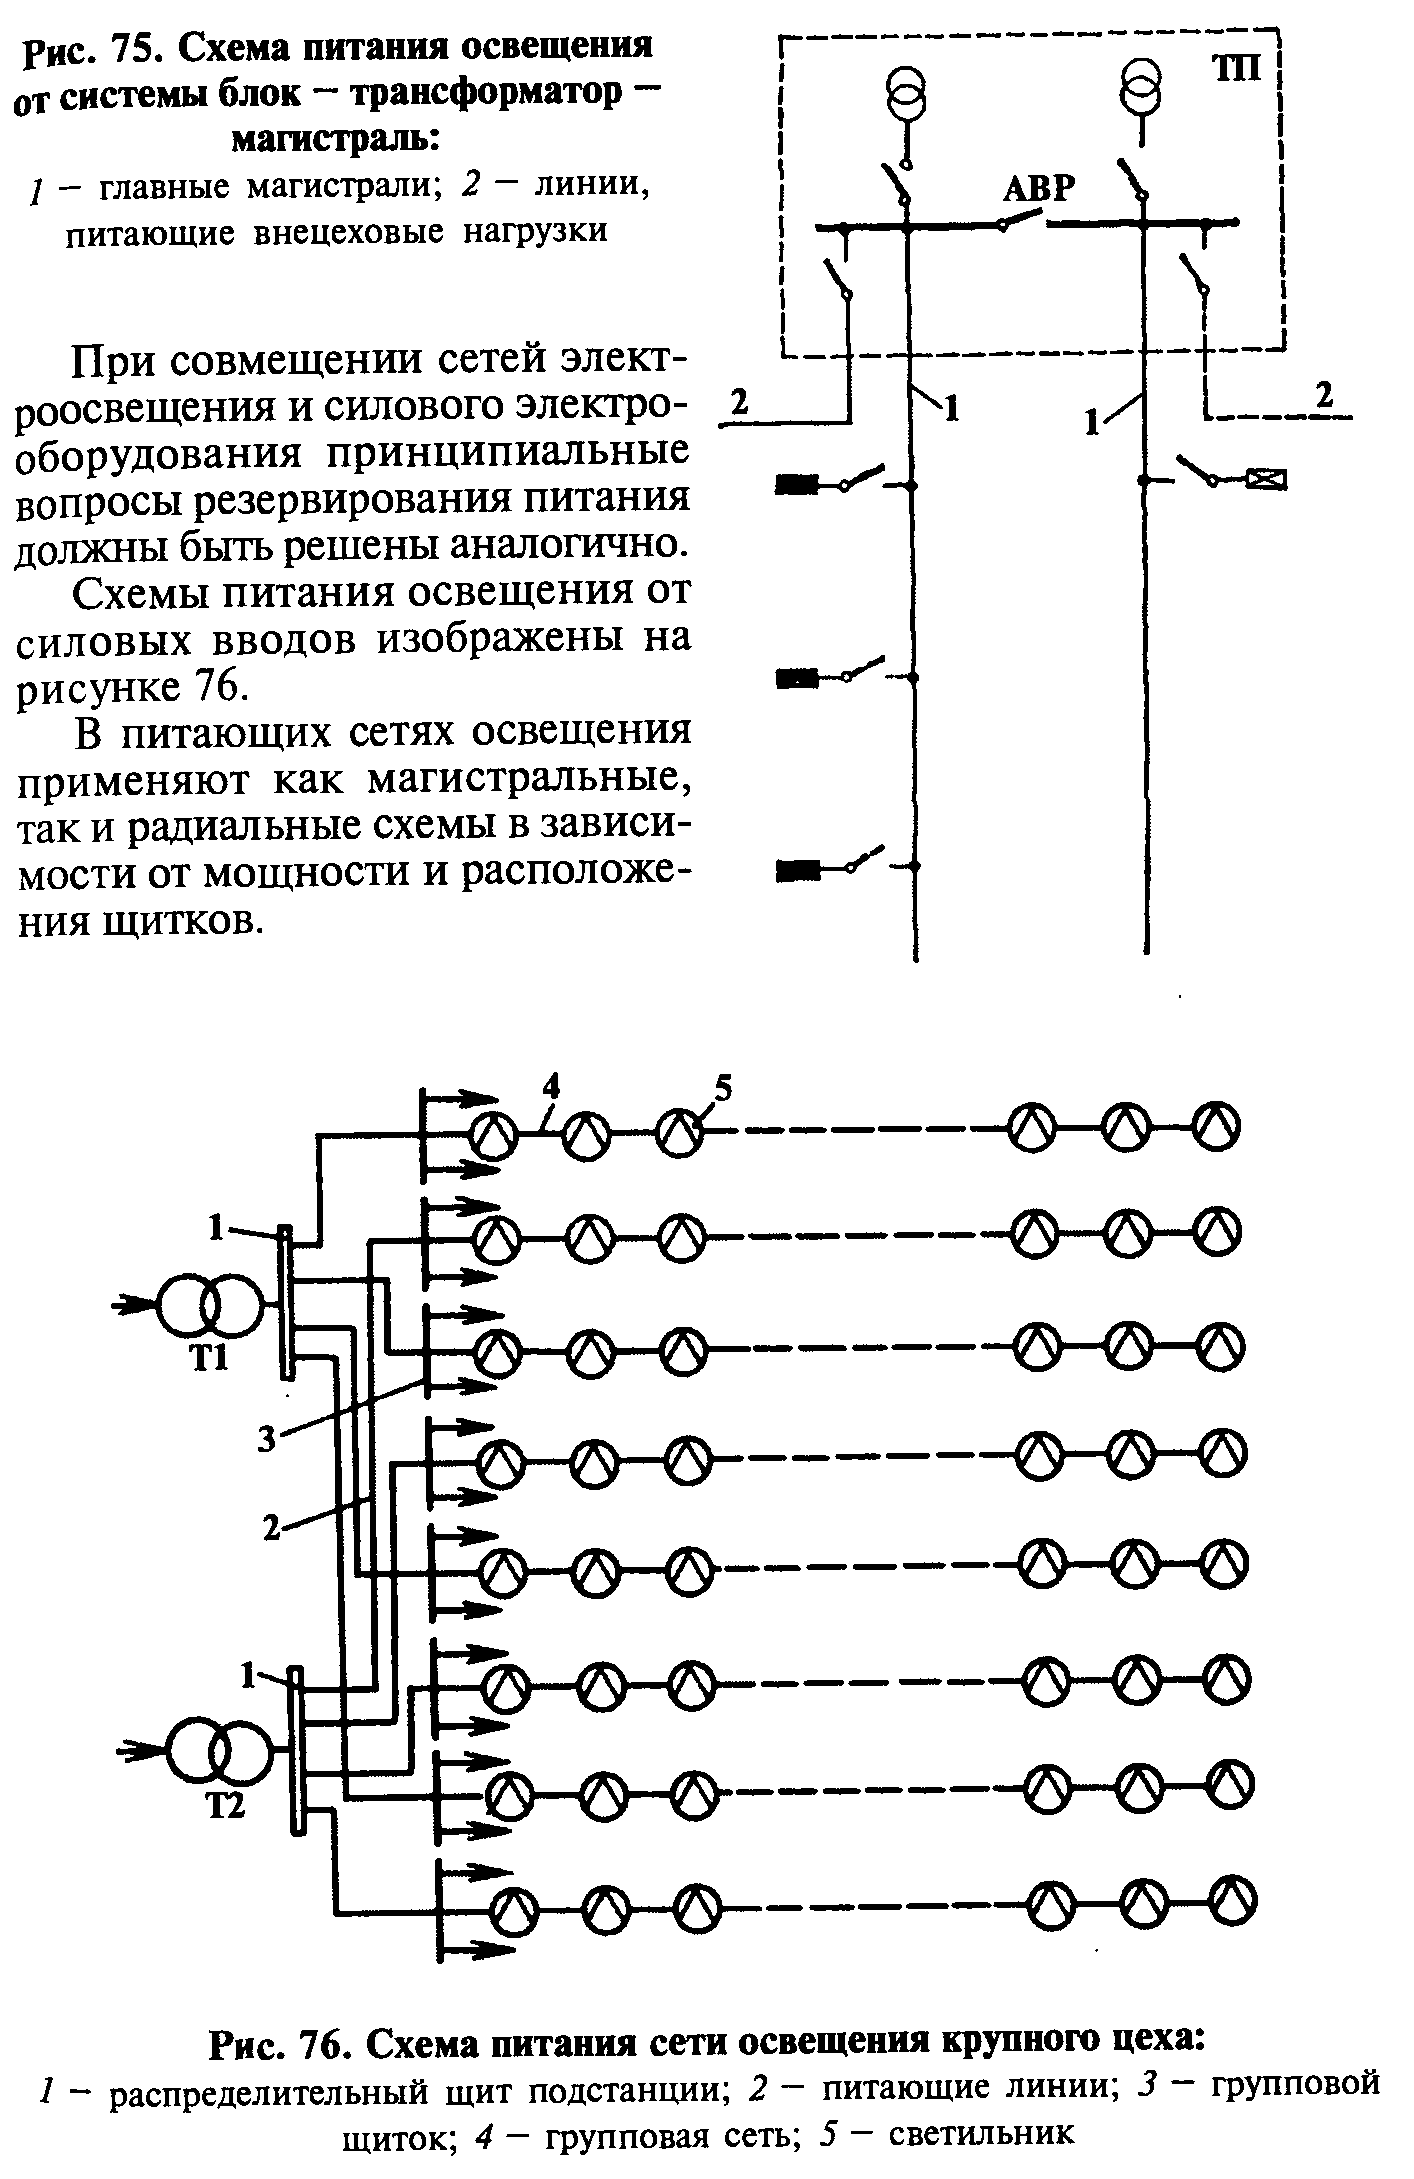 Рис. 75. Схема питания освещения
от системы блок – трансформатор –
магистраль:
1 – главные магистрали; 2 – линии,
питающие внецеховые нагрузки
При совмещении сетей элект-
роосвещения и силового электро-
оборудования принципиальные
вопросы резервирования питания
должны быть решены аналогично.
Схемы питания освещения от
силовых вводов изображены на
рисунке 76.
В питающих сетях освещения
применяют как магистральные,
так и радиальные схемы в зависи-
мости от мощности и расположе-
ния щитков.
ТП
АВР
2
1
1
2
4
5
1
Т1
3
2
1
Т2
Рис. 76. Схема питания сети освещения крупного цеха:
1 – распределительный щит подстанции; 2 – питающие линии; 3 – групповой
щиток; 4 – групповая сеть; 5 – светильник